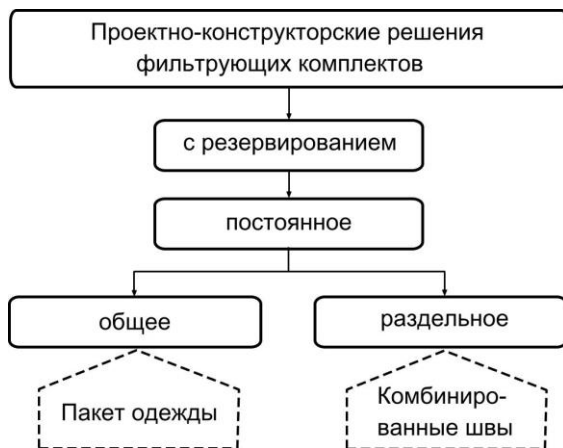 Проектно-конструкторские решения
фильтрующих комплектов
с резервированием
постоянное
общее
раздельное
Пакет одежды
Комбиниро-
ванные швы